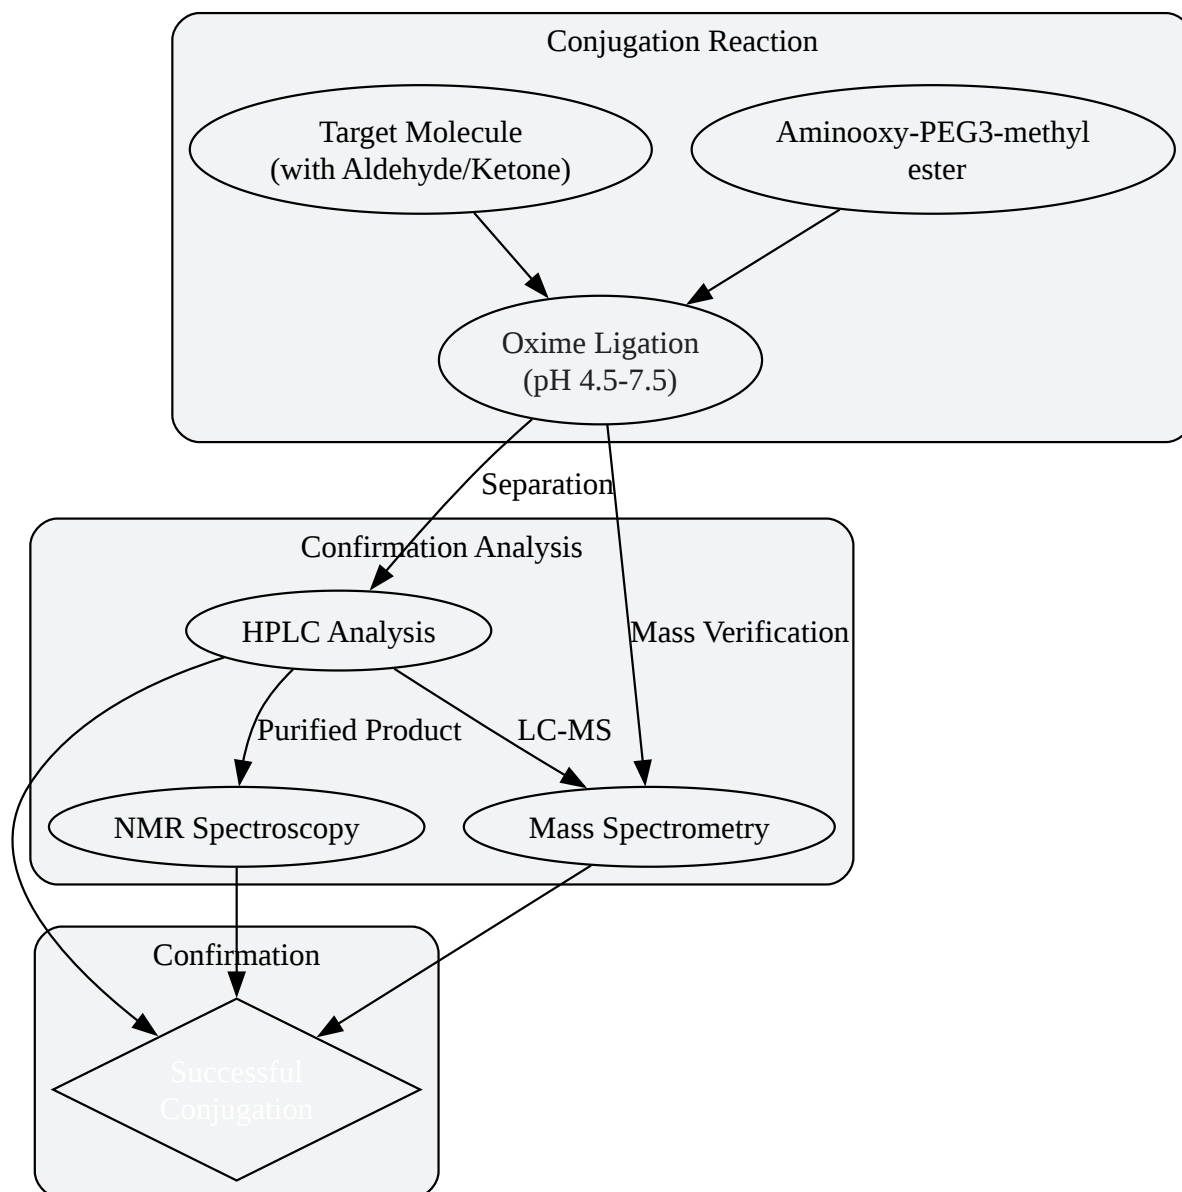 Conjugation Reaction
Target Molecule
(with Aldehyde/Ketone)
Aminooxy-PEG3-methyl
ester
Oxime Ligation
(pH 4.5-7.5)
Separation
Confirmation Analysis
HPLC Analysis
Mass Verification
Purified Product
LC-MS
NMR Spectroscopy
Mass Spectrometry
Confirmation
Successful
Conjugation